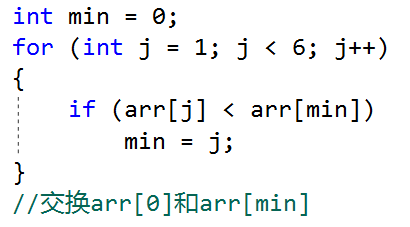 int min = 0;
for (int j = 1; j < 6; j++)
{
    if (arr[j] < arr[min])
        min = j;
}
//交换arr[0]和arr[min]